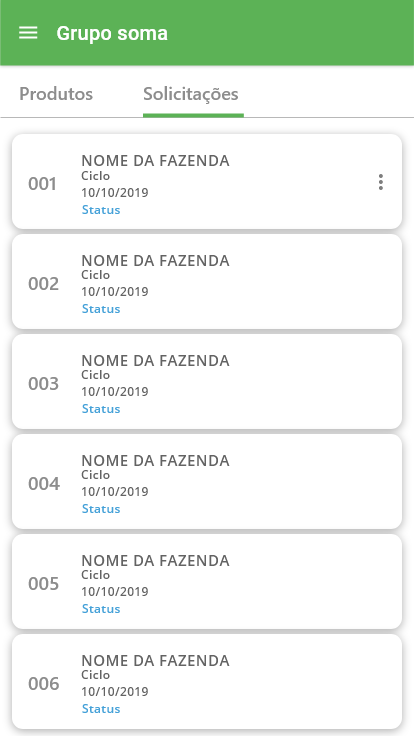 Grupo soma
Produtos Solicitações
001
NOME DA FAZENDA
Ciclo
10/10/2019
Status
002
NOME DA FAZENDA
Ciclo
10/10/2019
Status
003
NOME DA FAZENDA
Ciclo
10/10/2019
Status
004
NOME DA FAZENDA
Ciclo
10/10/2019
Status
005
NOME DA FAZENDA
Ciclo
10/10/2019
Status
006
NOME DA FAZENDA
Ciclo
10/10/2019
Status